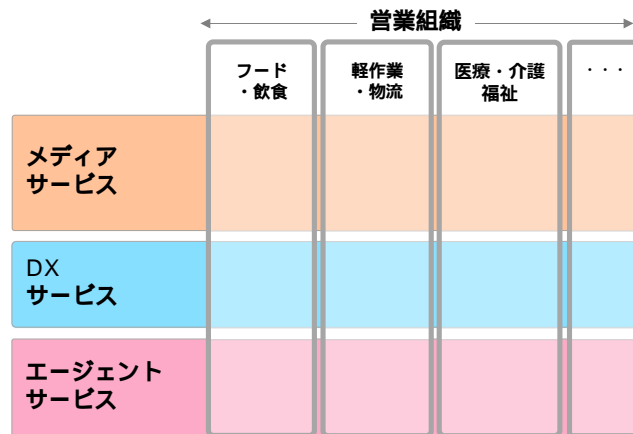 営業組織
フード
・飲食
軽作業
・物流
医療・介護
福祉
・・・
メディア
サービス
DX
サービス
エージェント
サービス